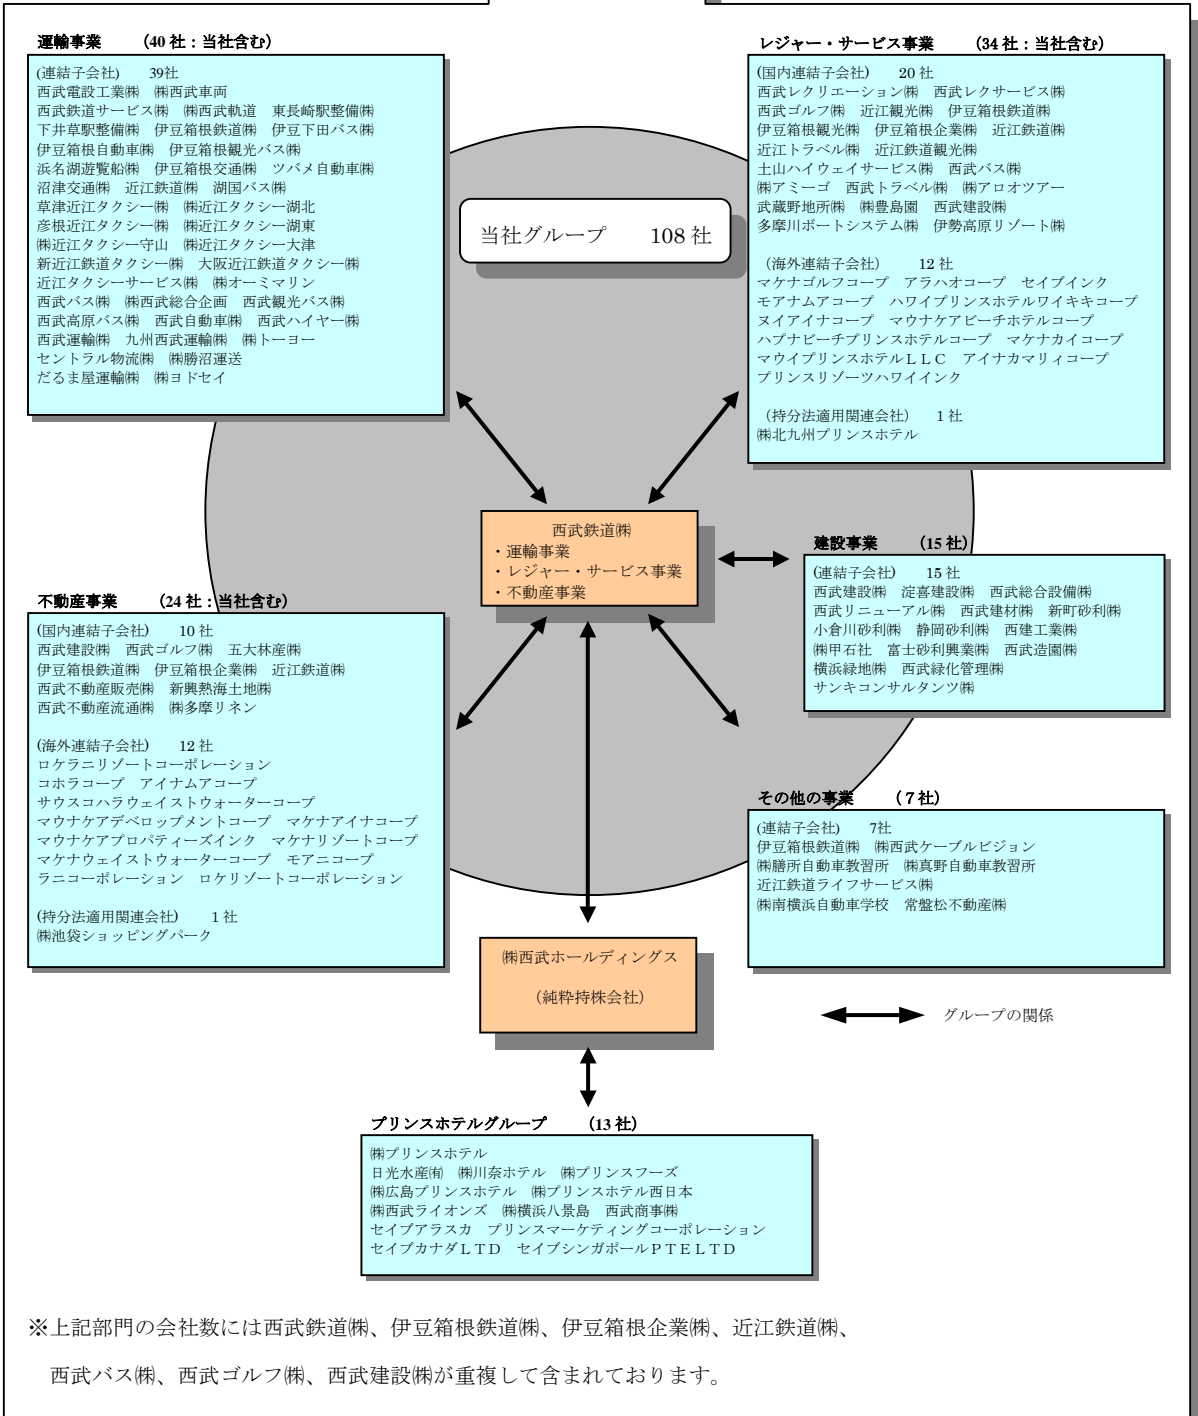 運輸事業　(40 社：当社含む)
(連結子会社)　39社
西武電設工業㈱　㈱西武車両
西武鉄道サービス㈱　㈱西武軌道　東長崎駅整備㈱
下井草駅整備㈱　伊豆箱根鉄道㈱　伊豆下田バス㈱
伊豆箱根自動車㈱　伊豆箱根観光バス㈱
浜名湖遊覧船㈱　伊豆箱根交通㈱　ツバメ自動車㈱
沼津交通㈱　近江鉄道㈱　湖国バス㈱
草津近江タクシー㈱　㈱近江タクシー湖北
彦根近江タクシー㈱　㈱近江タクシー湖東
㈱近江タクシー守山　㈱近江タクシー大津
新近江鉄道タクシー㈱　大阪近江鉄道タクシー㈱
近江タクシーサービス㈱　㈱オーミマリン
西武バス㈱　㈱西武総合企画　西武観光バス㈱
西武高原バス㈱　西武自動車㈱　西武ハイヤー㈱
西武運輸㈱　九州西武運輸㈱　㈱トーヨー
セントラル物流㈱　㈱勝沼運送
だるま屋運輸㈱　㈱ヨドセイ
レジャー・サービス事業　(34 社：当社含む)
(国内連結子会社)　20 社
西武レクリエーション㈱　西武レクサービス㈱
西武ゴルフ㈱　近江観光㈱　伊豆箱根鉄道㈱
伊豆箱根観光㈱　伊豆箱根企業㈱　近江鉄道㈱
近江トラベル㈱　近江鉄道観光㈱
土山ハイウェイサービス㈱　西武バス㈱
㈱アミーゴ　西武トラベル㈱　㈱アロオツアー
武蔵野地所㈱　㈱豊島園　西武建設㈱
多摩川ボートシステム㈱　伊勢高原リゾート㈱
（海外連結子会社）　12 社
マケナゴルフコープ　アラハオコープ　セイブインク
モアナムアコープ　ハワイプリンスホテルワイキキコープ
ヌイアイナコープ　マウナケアビーチホテルコープ
ハプナビーチプリンスホテルコープ　マケナカイコープ
マウイプリンスホテルＬＬＣ　アイナカマリィコープ
プリンスリゾーツハワイインク
（持分法適用関連会社）　1 社
㈱北九州プリンスホテル
当社グループ　108 社
西武鉄道㈱
・運輸事業
・レジャー・サービス事業
・不動産事業
建設事業　(15 社)
(連結子会社)　15 社
西武建設㈱　淀喜建設㈱　西武総合設備㈱
西武リニューアル㈱　西武建材㈱　新町砂利㈱
小倉川砂利㈱　静岡砂利㈱　西建工業㈱
㈱甲石社　富士砂利興業㈱　西武造園㈱
横浜緑地㈱　西武緑化管理㈱
サンキコンサルタンツ㈱
不動産事業　(24 社：当社含む)
(国内連結子会社)　10 社
西武建設㈱　西武ゴルフ㈱　五大林産㈱
伊豆箱根鉄道㈱　伊豆箱根企業㈱　近江鉄道㈱
西武不動産販売㈱　新興熱海土地㈱
西武不動産流通㈱　㈱多摩リネン
(海外連結子会社)　12 社
ロケラニリゾートコーポレーション
コホラコープ　アイナムアコープ
サウスコハラウェイストウォーターコープ
マウナケアデベロップメントコープ　マケナアイナコープ
マウナケアプロパティーズインク　マケナリゾートコープ
マケナウェイストウォーターコープ　モアニコープ
ラニコーポレーション　ロケリゾートコーポレーション
(持分法適用関連会社)　1 社
㈱池袋ショッピングパーク
その他の事業　(７社)
(連結子会社)　7社
伊豆箱根鉄道㈱　㈱西武ケーブルビジョン
㈱膳所自動車教習所　㈱真野自動車教習所
近江鉄道ライフサービス㈱
㈱南横浜自動車学校　常盤松不動産㈱
㈱西武ホールディングス
（純粋持株会社）
グループの関係
プリンスホテルグループ　(13 社)
㈱プリンスホテル
日光水産㈲　㈱川奈ホテル　㈱プリンスフーズ
㈱広島プリンスホテル　㈱プリンスホテル西日本
㈱西武ライオンズ　㈱横浜八景島　西武商事㈱
セイブアラスカ　プリンスマーケティングコーポレーション
セイブカナダＬＴＤ　セイブシンガポールＰＴＥＬＴＤ
※上記部門の会社数には西武鉄道㈱、伊豆箱根鉄道㈱、伊豆箱根企業㈱、近江鉄道㈱、
西武バス㈱、西武ゴルフ㈱、西武建設㈱が重複して含まれております。